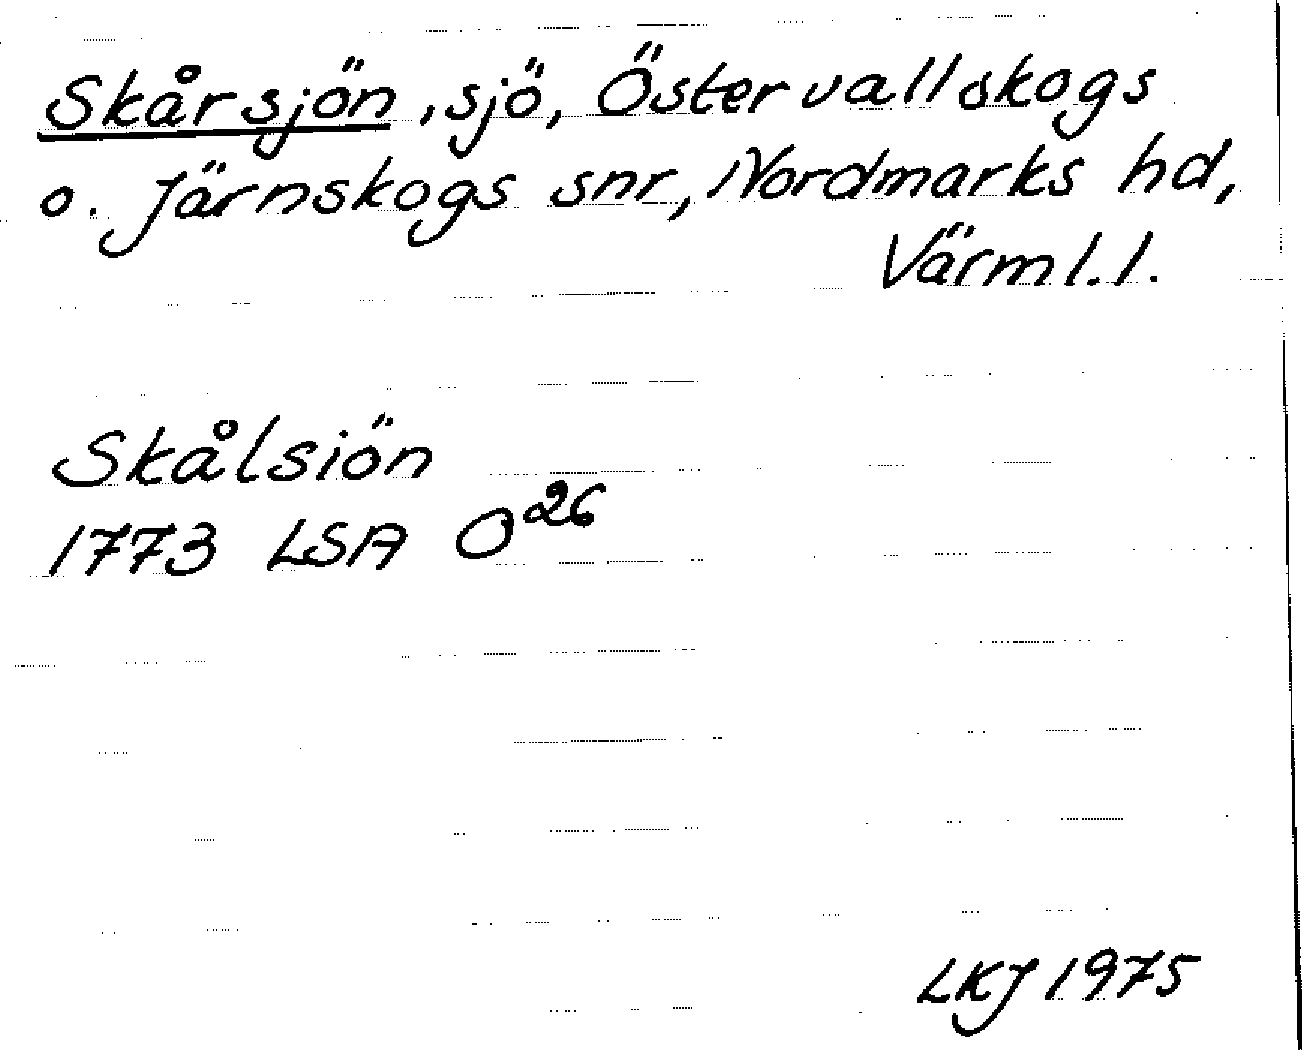 Skårsjön, sjö, Östervallskogs
o. Järnskogs snr, Nordmarks hd,
Värml. l.
Skålsiön
1773 LSA O26
LKJ 1975